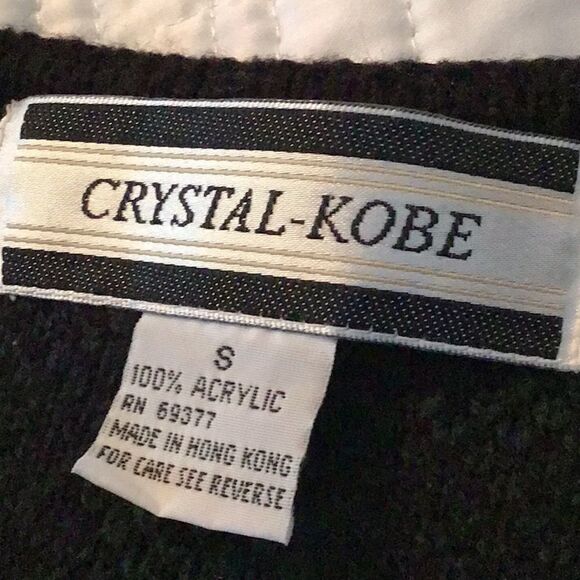 CRYSTAL-KOBE
S
100% ACRYLIC
RN 69377
MADE IN HONG KONG
FOR CARE SEE REVERSE